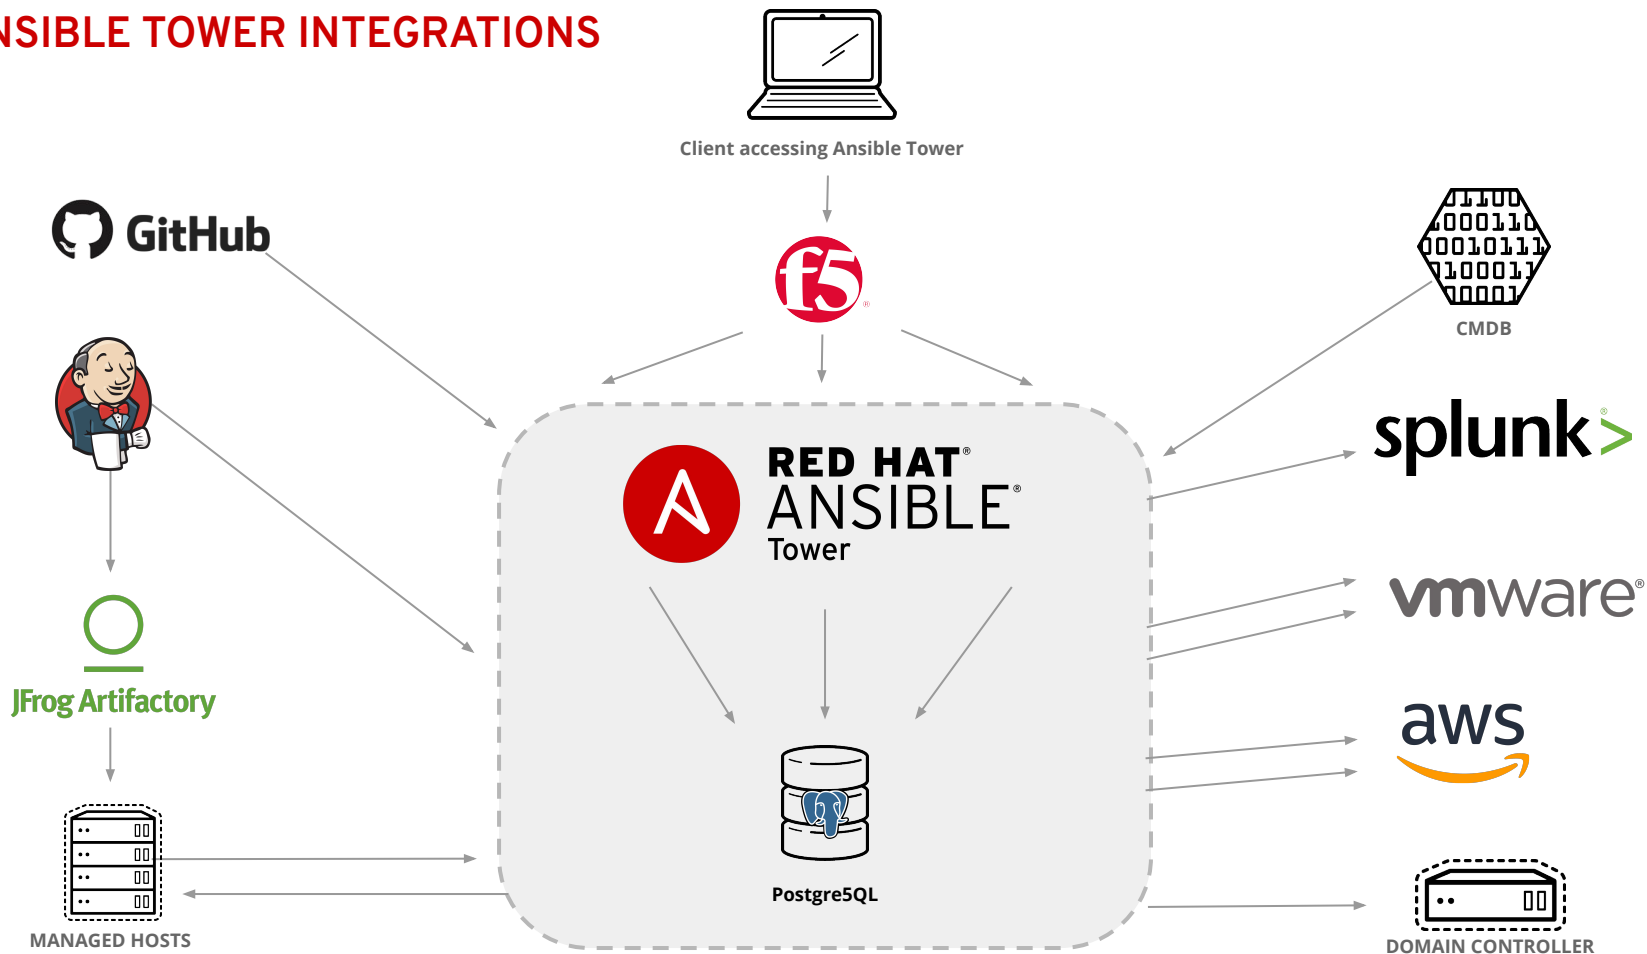 NSIBLE TOWER INTEGRATIONS
Client accessing Ansible Tower
GitHub
f5®
CMDB
splunk>®
RED HAT®
ANSIBLE®
Tower
vmware®
JFrog Artifactory
aws
Postgre5QL
MANAGED HOSTS
DOMAIN CONTROLLER